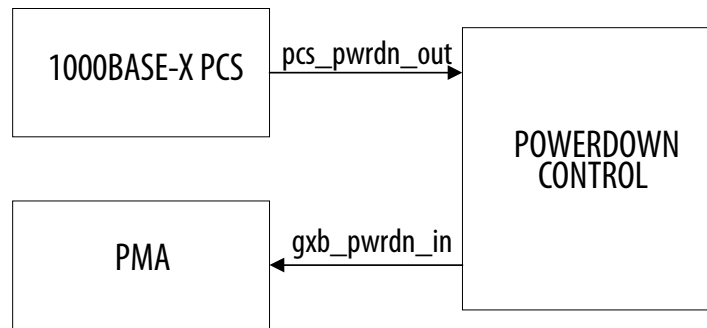 1000BASE-X PCS
pcs_pwrdn_out
POWERDOWN
CONTROL
PMA
gxb_pwrdn_in